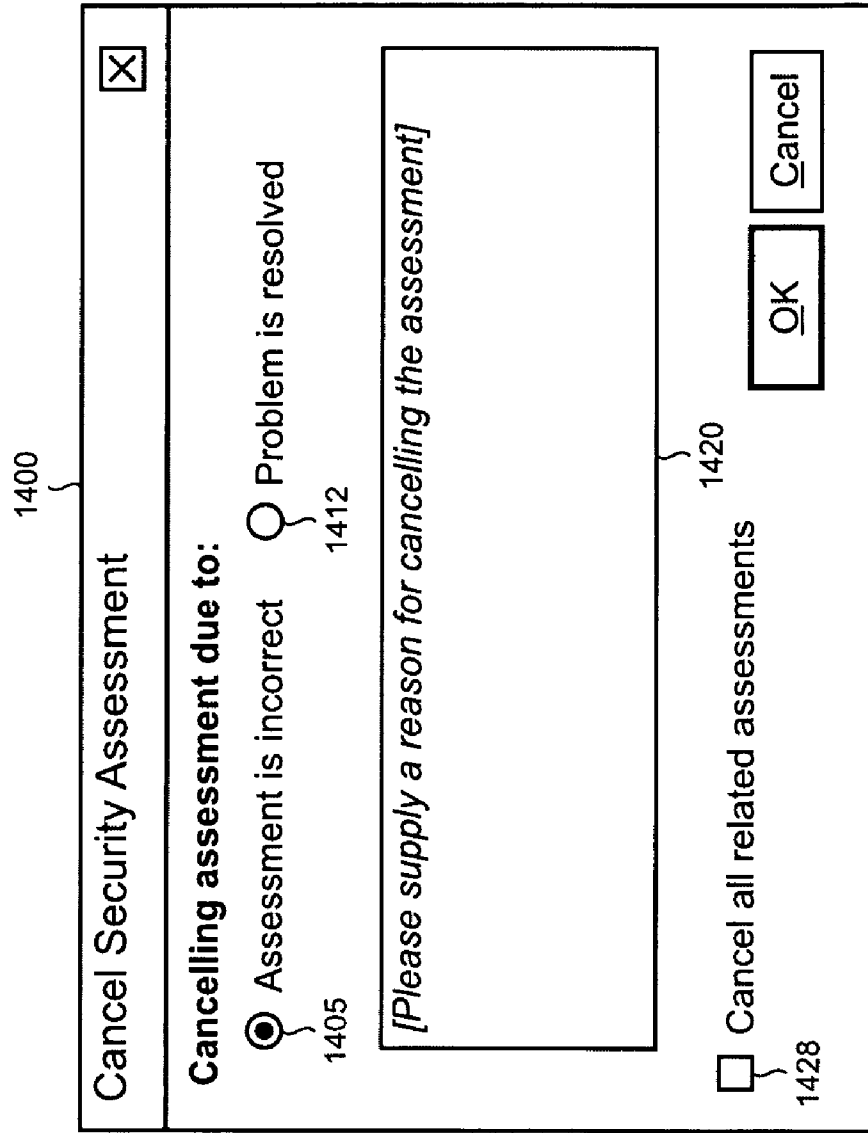 1400
Cancel Security Assessment
Cancelling assessment due to:
Assessment is incorrect Problem is resolved
1405 1412
[Please supply a reason for cancelling the assessment]
1420
Cancel all related assessments
1428
OK Cancel